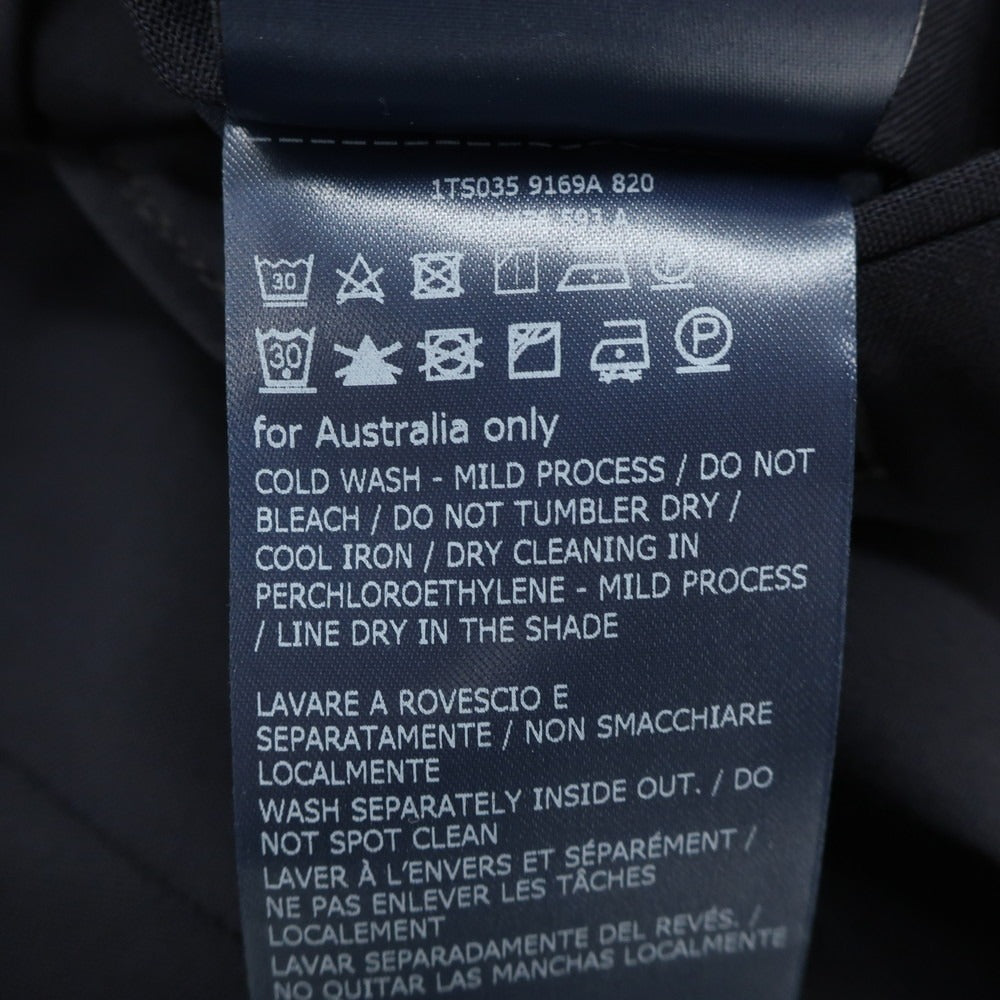 1TS035 9169A 820
593 A
30
30 P
for Australia only
COLD WASH - MILD PROCESS / DO NOT
BLEACH / DO NOT TUMBLER DRY /
COOL IRON / DRY CLEANING IN
PERCHLOROETHYLENE - MILD PROCESS
/ LINE DRY IN THE SHADE
LAVARE A ROVESCIO E
SEPARATAMENTE / NON SMACCHIARE
LOCALMENTE
WASH SEPARATELY INSIDE OUT. / DO
NOT SPOT CLEAN
LAVER À L'ENVERS ET SÉPARÉMENT /
NE PAS ENLEVER LES TÂCHES
LOCALEMENT
LAVAR SEPARADAMENTE DEL REVÉS. /
NO QUITAR LAS MANCHAS LOCALMENTE